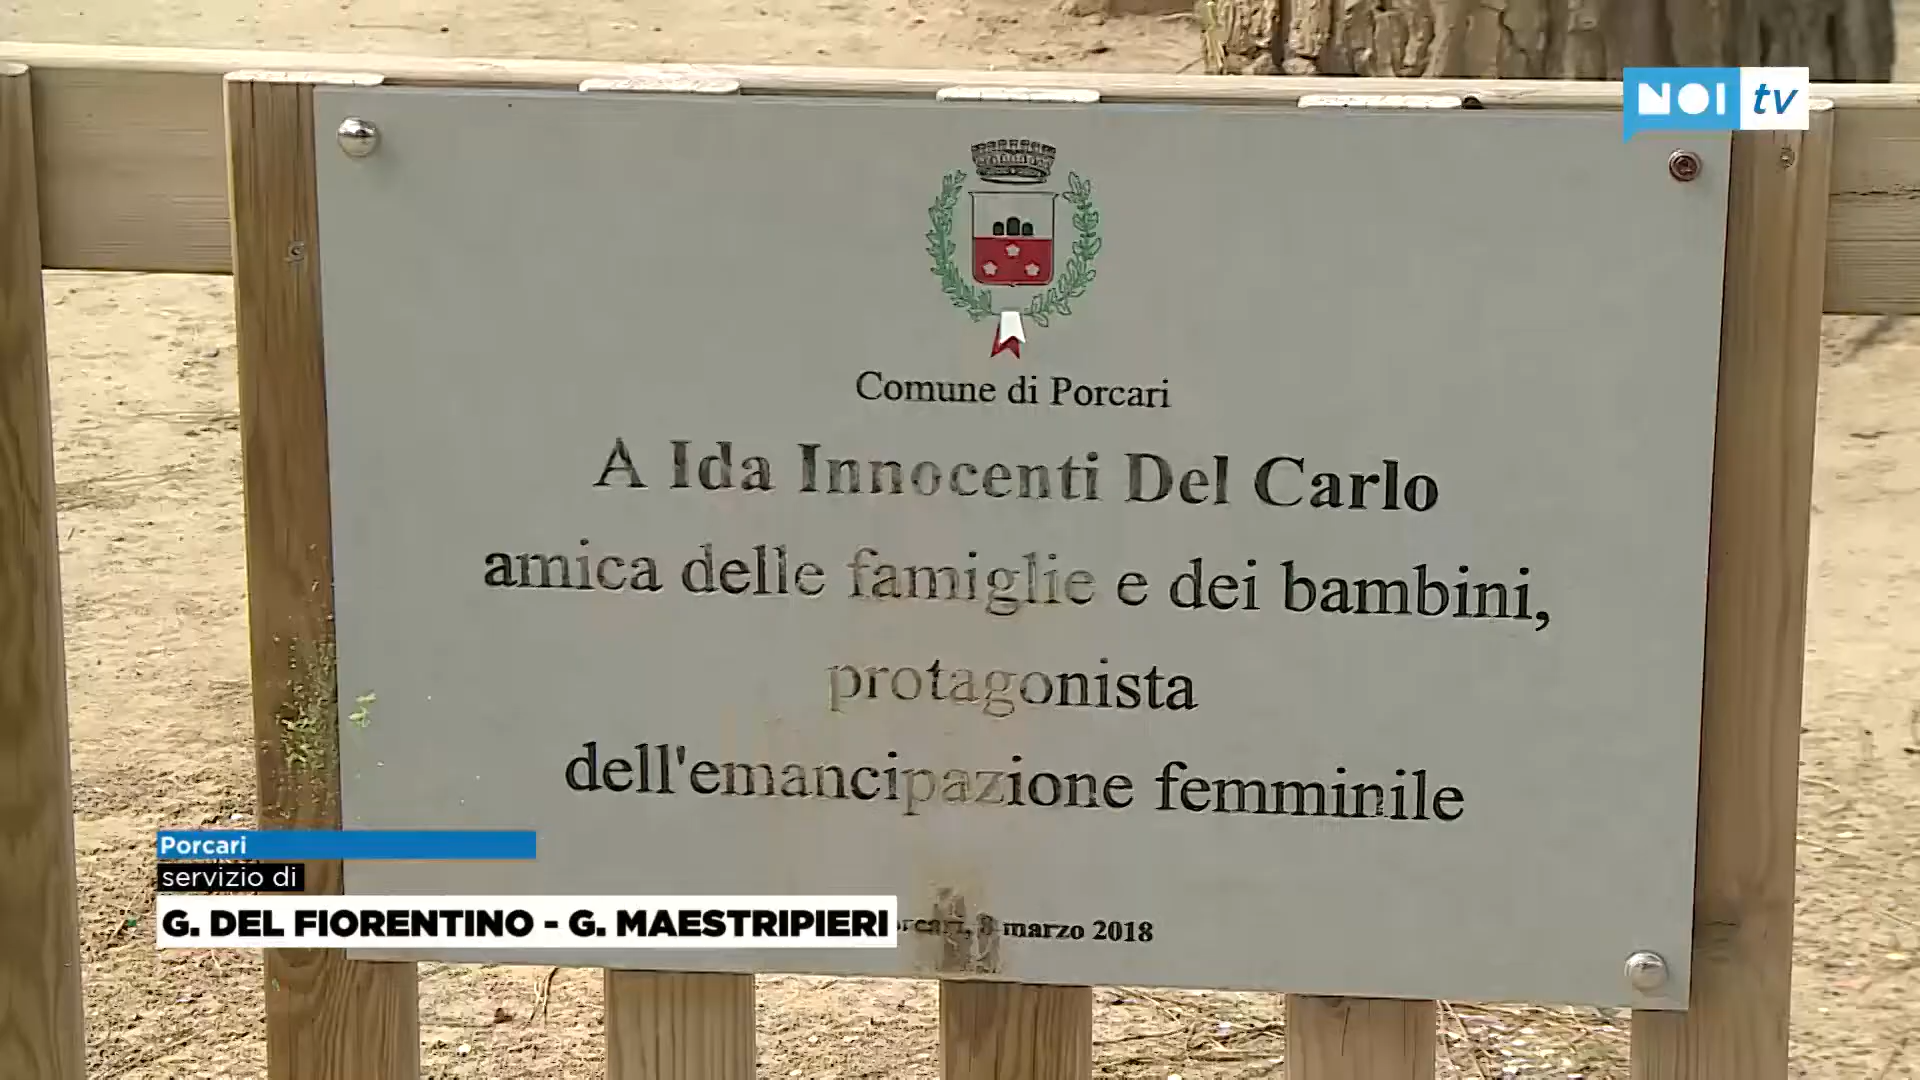 NOI tv
Comune di Porcari
A Ida Innocenti Del Carlo
amica delle famiglie e dei bambini,
protagonista
dell'emancipazione femminile
8 marzo 2018
Porcari
servizio di
G. DEL FIORENTINO - G. MAESTRIPIERI